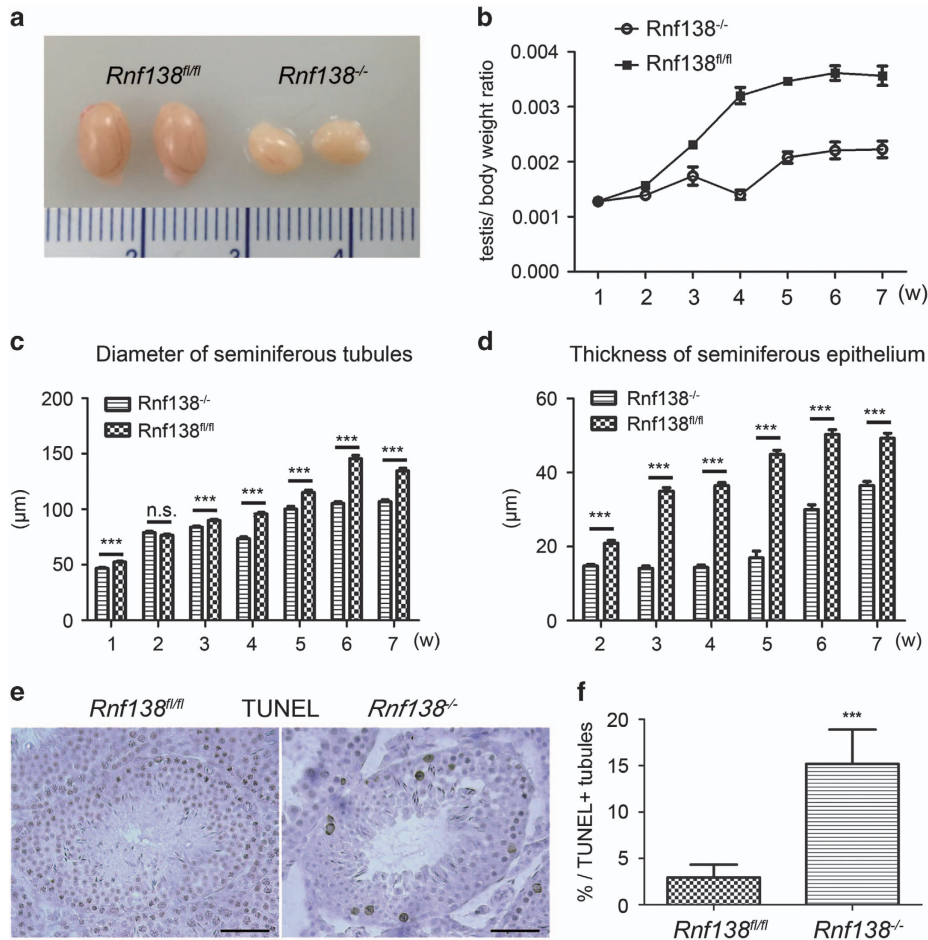 a
Rnf138fl/fl Rnf138-/-
2 3 4
b
Rnf138-/-
Rnf138fl/fl
testis/ body weight ratio
0.004
0.003
0.002
0.001
0.000
1 2 3 4 5 6 7 (w)
c
Diameter of seminiferous tubules
Rnf138-/-
Rnf138fl/fl
(μm)
200
150
100
50
0
*** n.s. *** *** *** *** ***
1 2 3 4 5 6 7 (w)
d
Thickness of seminiferous epithelium
Rnf138-/-
Rnf138fl/fl
(μm)
60
40
20
0
*** *** *** *** *** ***
2 3 4 5 6 7 (w)
e
Rnf138fl/fl TUNEL Rnf138-/-
f
% / TUNEL+ tubules
20
15
10
5
0
***
Rnf138fl/fl Rnf138-/-